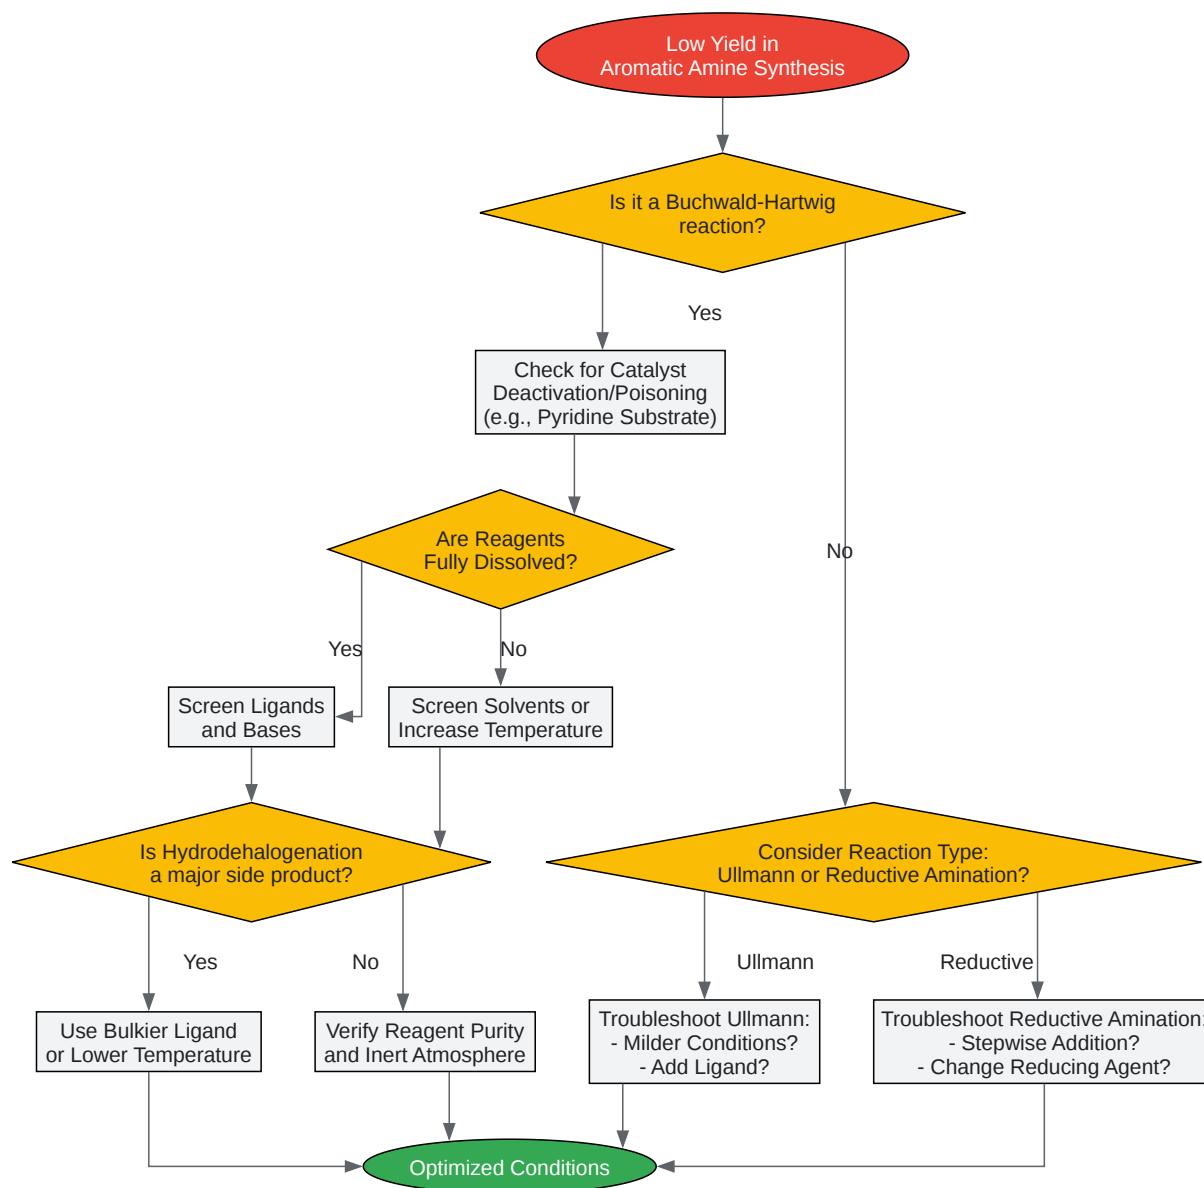 Low Yield in
Aromatic Amine Synthesis
Is it a Buchwald-Hartwig
reaction?
Yes
Check for Catalyst
Deactivation/Poisoning
(e.g., Pyridine Substrate)
Are Reagents
Fully Dissolved?
No
Yes
No
Screen Ligands
and Bases
Screen Solvents or
Increase Temperature
Is Hydrodehalogenation
a major side product?
Consider Reaction Type:
Ullmann or Reductive Amination?
Yes
No
Ullmann
Reductive
Use Bulkier Ligand
or Lower Temperature
Verify Reagent Purity
and Inert Atmosphere
Troubleshoot Ullmann:
- Milder Conditions?
- Add Ligand?
Troubleshoot Reductive Amination:
- Stepwise Addition?
- Change Reducing Agent?
Optimized Conditions